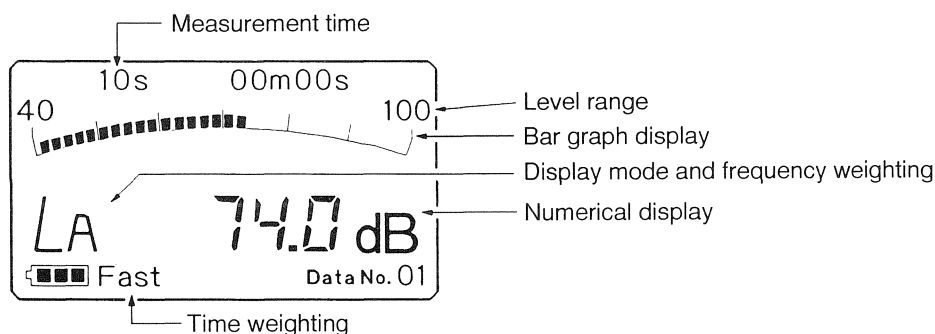 Measurement time
10s 00m00s
40 100
Level range
Bar graph display
Display mode and frequency weighting
LA 74.0 dB
Numerical display
Fast Data No. 01
Time weighting